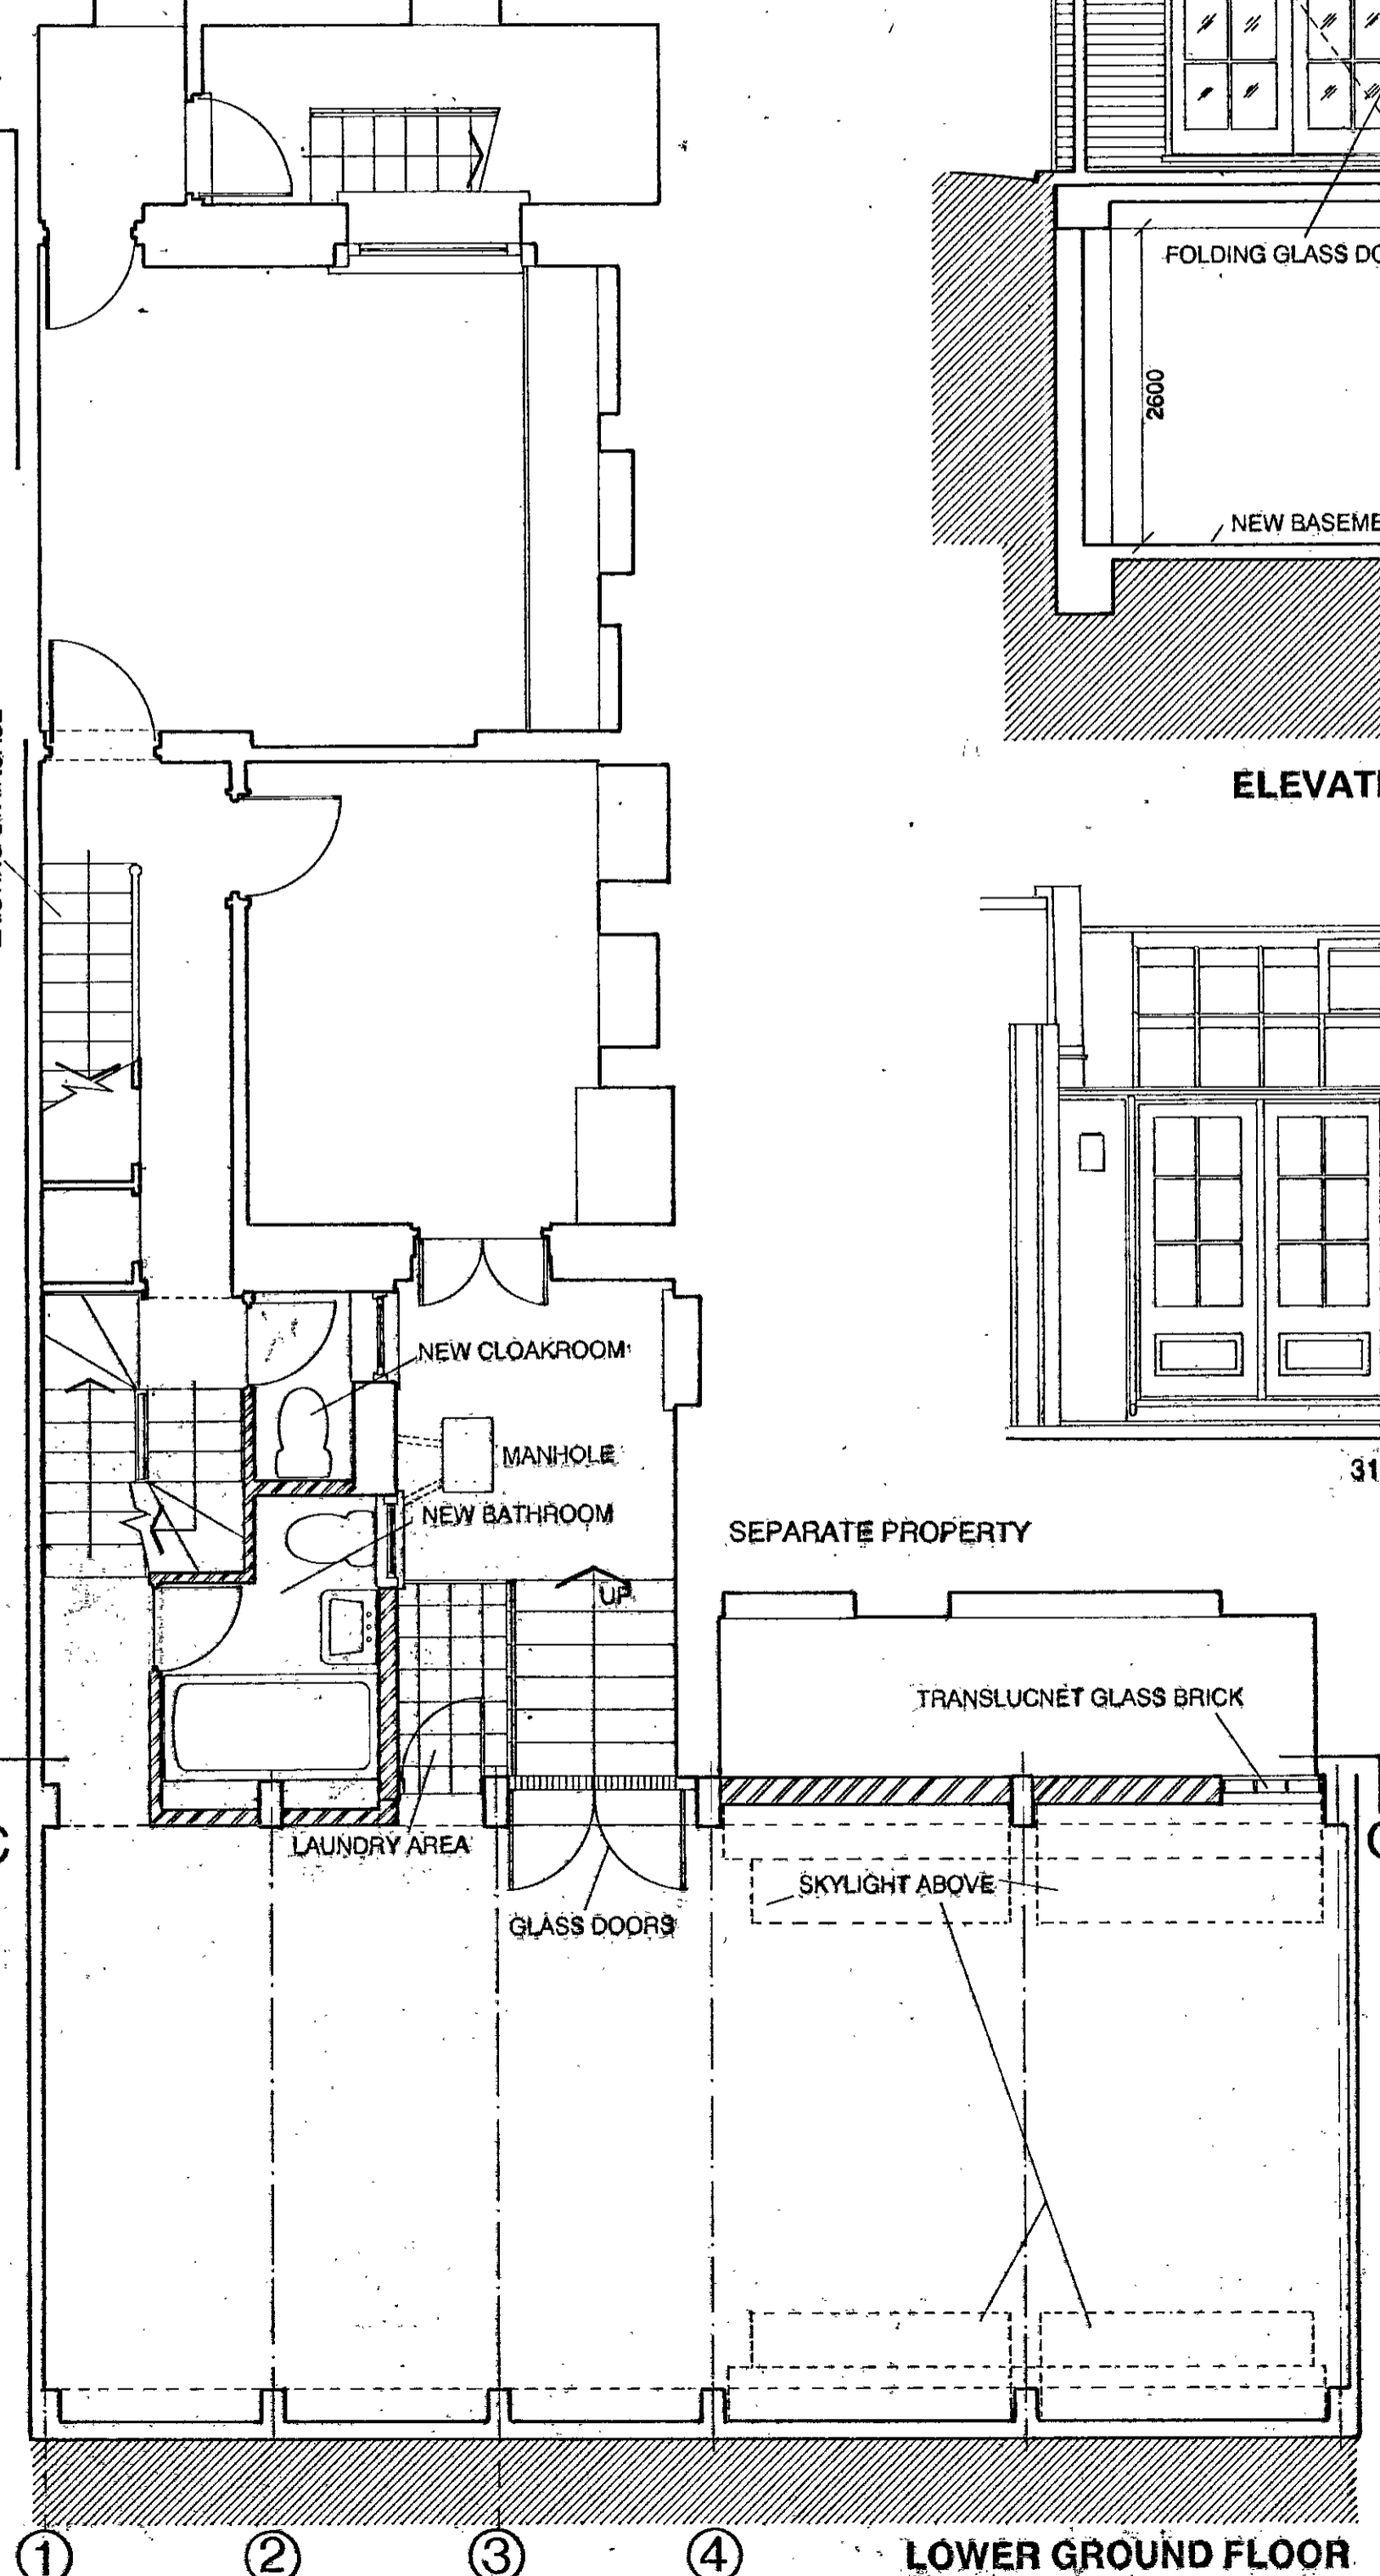 FOLDING GLASS DO
2600
NEW BASEME
ELEVATI
NEW CLOAKROOM
MANHOLE
NEW BATHROOM
31
SEPARATE PROPERTY
UP
TRANSLUCNET GLASS BRICK
LAUNDRY AREA
SKYLIGHT ABOVE
GLASS DOORS
1
2
3
4
LOWER GROUND FLOOR